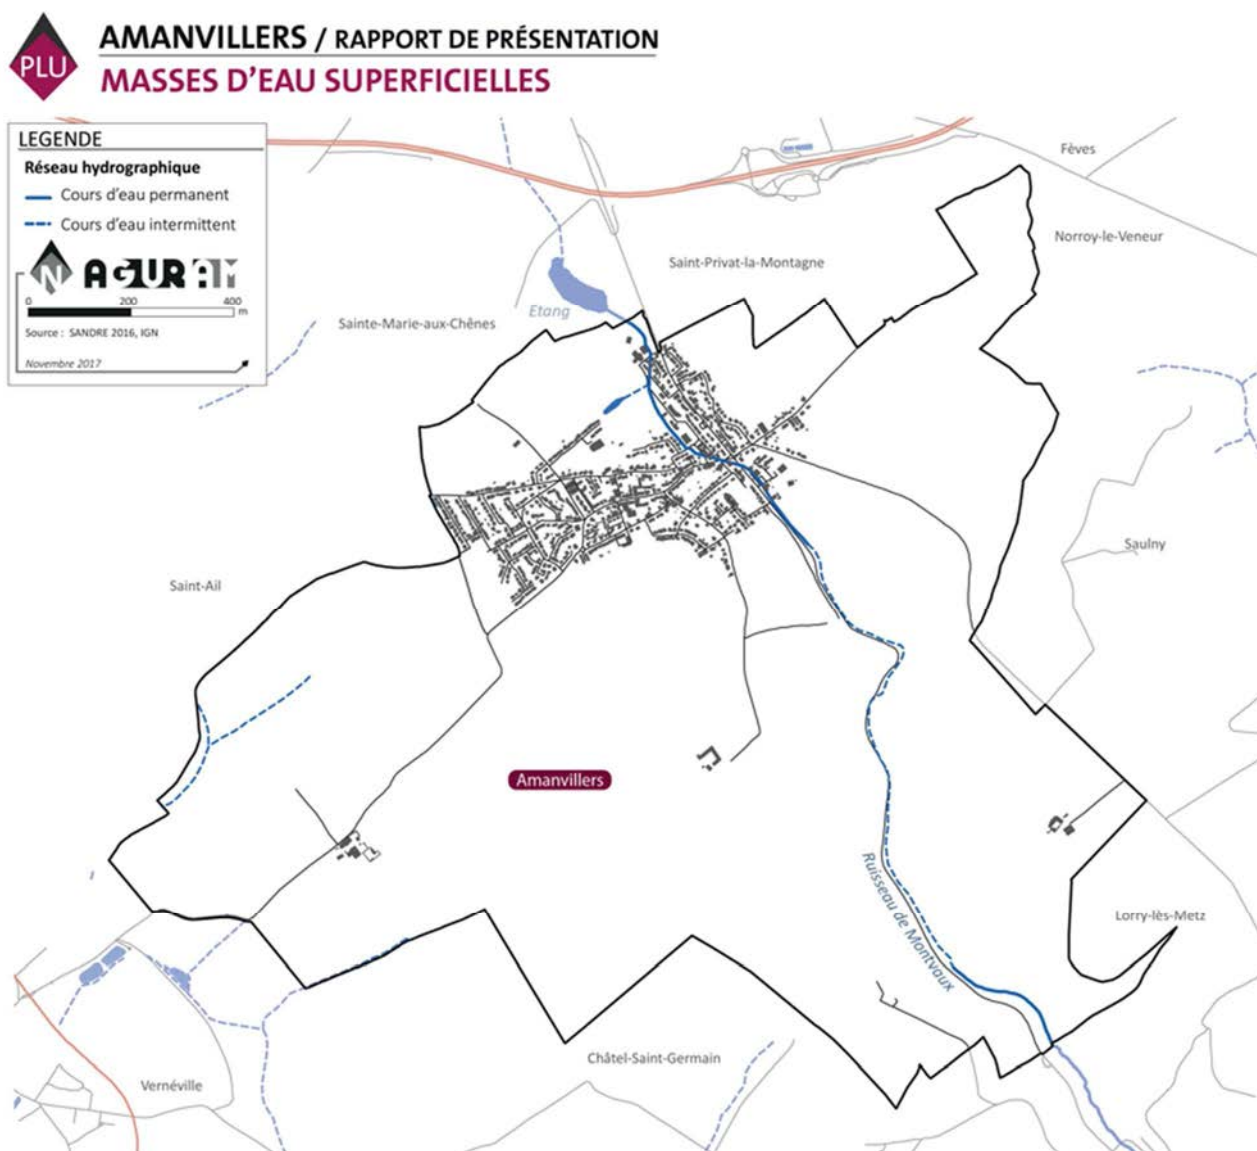 PLU
AMANVILLERS / RAPPORT DE PRÉSENTATION
MASSES D'EAU SUPERFICIELLES
LEGENDE
Réseau hydrographique
Cours d'eau permanent
Cours d'eau intermittent
N AGURAM
0 200 400
m
Source : SANDRE 2016, IGN
Novembre 2017
Fèves
Norroy-le-Veneur
Saint-Privat-la-Montagne
Etang
Sainte-Marie-aux-Chênes
Saulny
Saint-Ail
Amanvillers
Ruisseau de Montvaux
Lorry-lès-Metz
Châtel-Saint-Germain
Vernéville